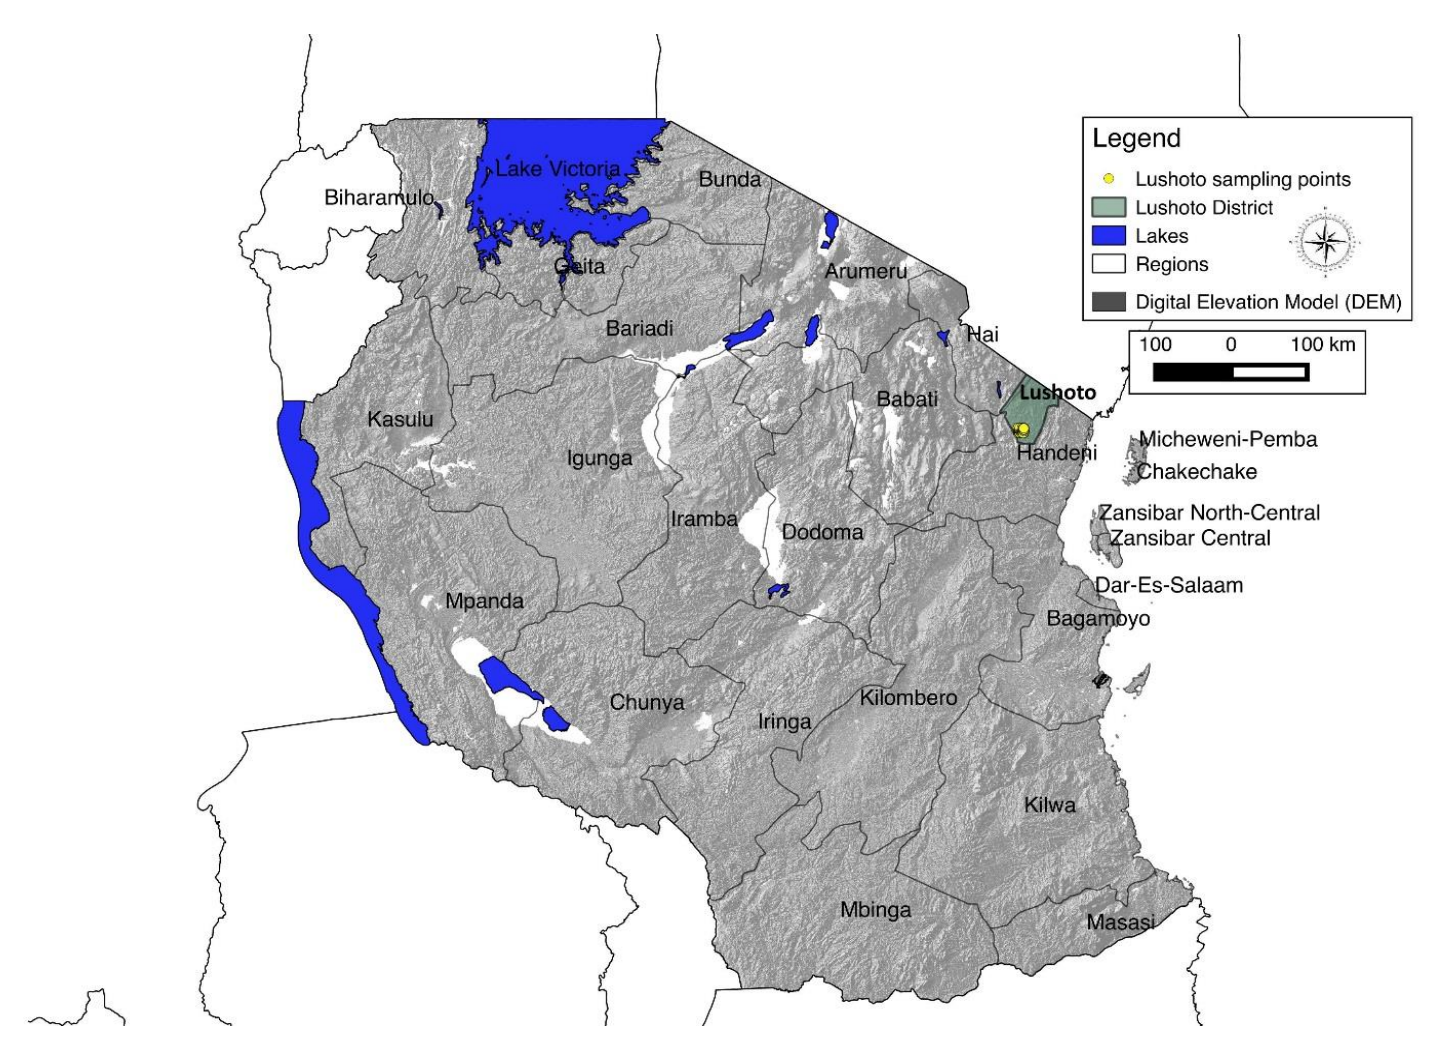 Legend
Lushoto sampling points
Lushoto District
Lakes
Regions
Digital Elevation Model (DEM)
100 0 100 km
Lake Victoria
Bunda
Biharamulo
Geita
Arumeru
Bariadi
Hai
Lushoto
Babati
Kasulu
Micheweni-Pemba
Handeni
Igunga
Chakechake
Zansibar North-Central
Iramba
Dodoma
Zansibar Central
Dar-Es-Salaam
Mpanda
Bagamoyo
Kilombero
Chunya
Iringa
Kilwa
Mbinga
Masasi